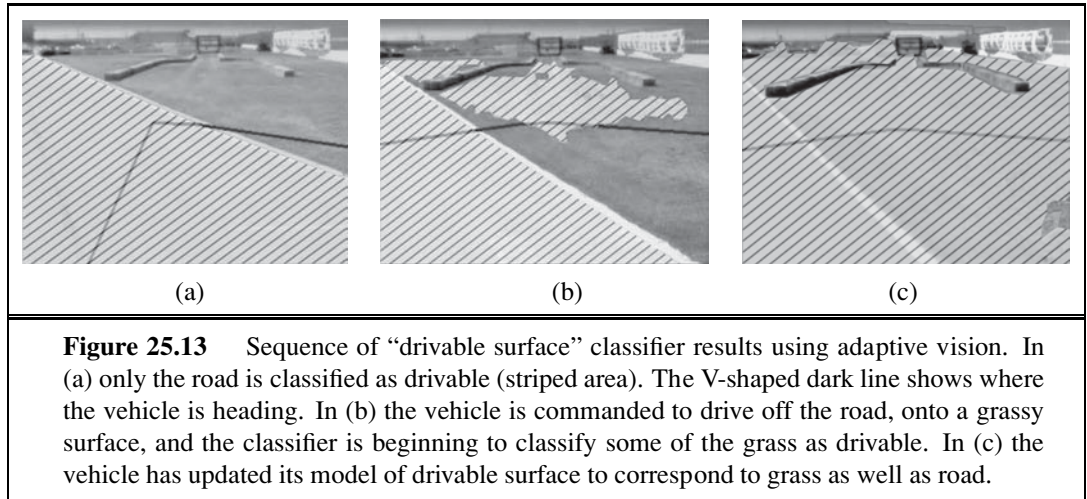 (a)
(b)
(c)
Figure 25.13 Sequence of “drivable surface” classifier results using adaptive vision. In
(a) only the road is classified as drivable (striped area). The V-shaped dark line shows where
the vehicle is heading. In (b) the vehicle is commanded to drive off the road, onto a grassy
surface, and the classifier is beginning to classify some of the grass as drivable. In (c) the
vehicle has updated its model of drivable surface to correspond to grass as well as road.